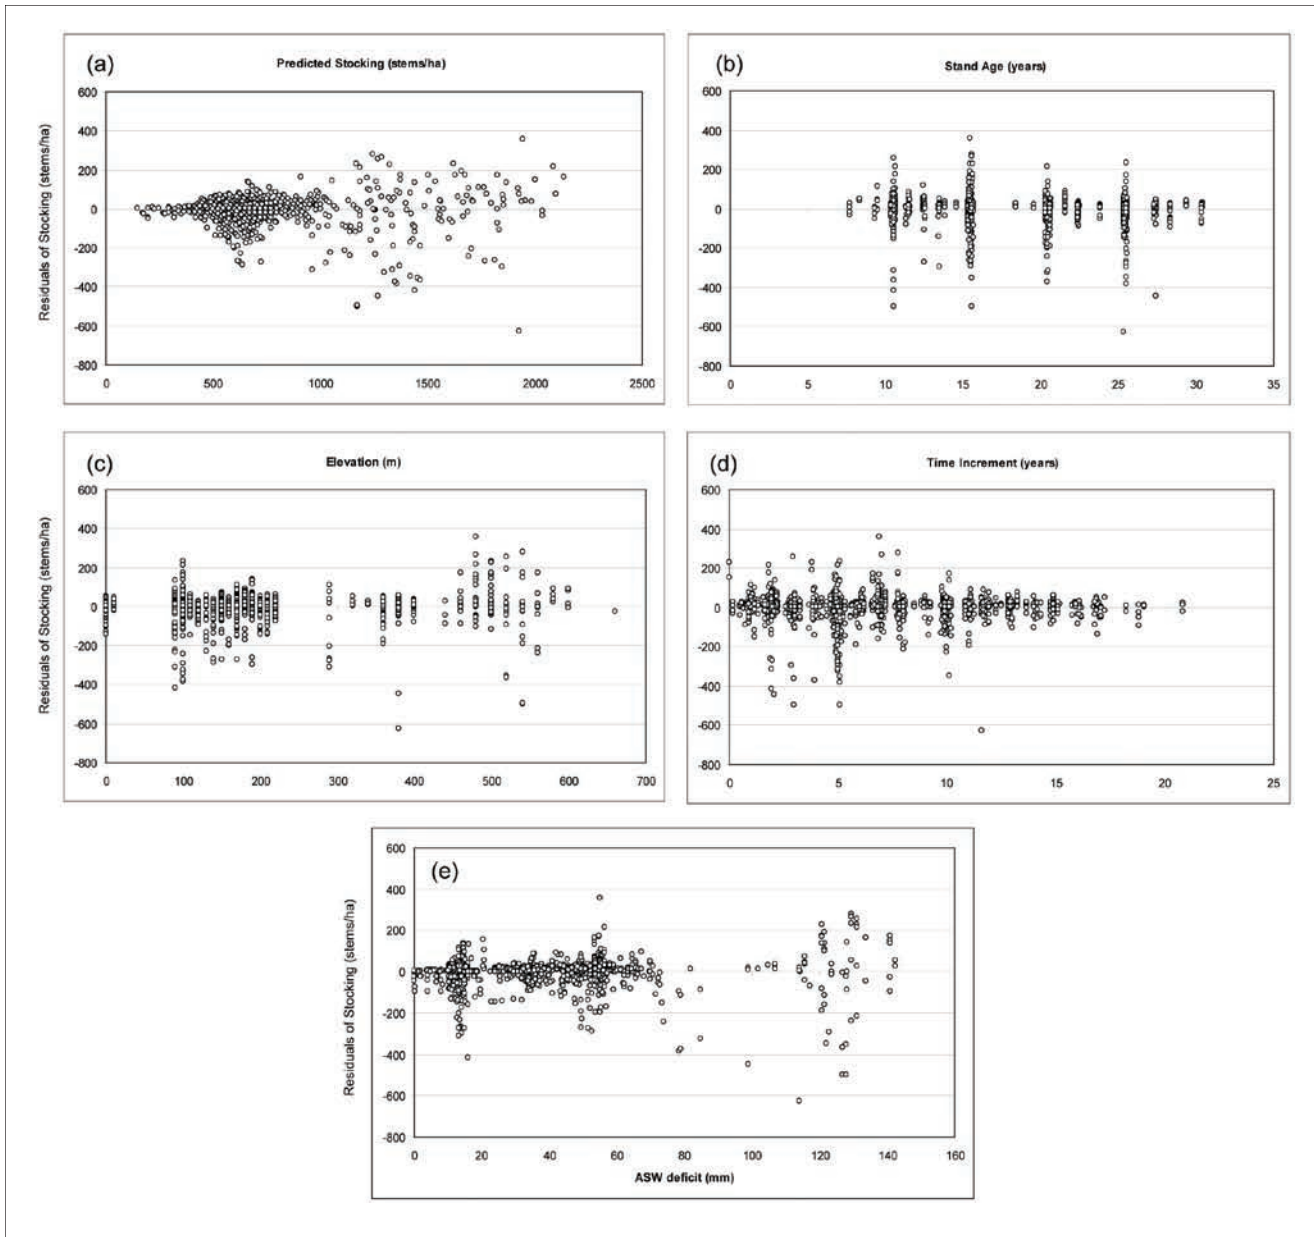 (a)
Predicted Stocking (stems/ha)
Residuals of Stocking (stems/ha)
600
400
200
0
-200
-400
-600
-800
0 500 1000 1500 2000 2500
(b)
Stand Age (years)
600
400
200
0
-200
-400
-600
-800
0 5 10 15 20 25 30 35
(c)
Elevation (m)
Residuals of Stocking (stems/ha)
600
400
200
0
-200
-400
-600
-800
0 100 200 300 400 500 600 700
(d)
Time Increment (years)
600
400
200
0
-200
-400
-600
-800
0 5 10 15 20 25
(e)
Residuals of Stocking (stems/ha)
600
400
200
0
-200
-400
-600
-800
0 20 40 60 80 100 120 140 160
ASW deficit (mm)